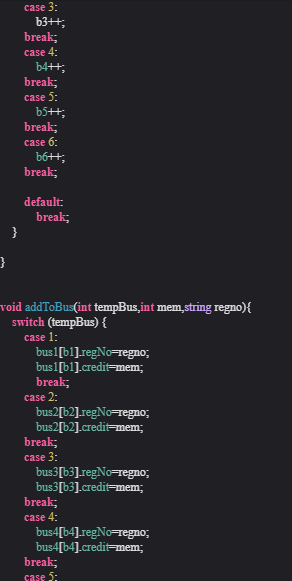 case 3:
b3++;
break;
case 4:
b4++;
break;
case 5:
b5++;
break;
case 6:
b6++;
break;
default:
break;
}
}
void addToBus(int tempBus,int mem,string regno){
switch (tempBus) {
case 1:
bus1[b1].regNo=regno;
bus1[b1].credit=mem;
break;
case 2:
bus2[b2].regNo=regno;
bus2[b2].credit=mem;
break;
case 3:
bus3[b3].regNo=regno;
bus3[b3].credit=mem;
break;
case 4:
bus4[b4].regNo=regno;
bus4[b4].credit=mem;
break;
case 5: